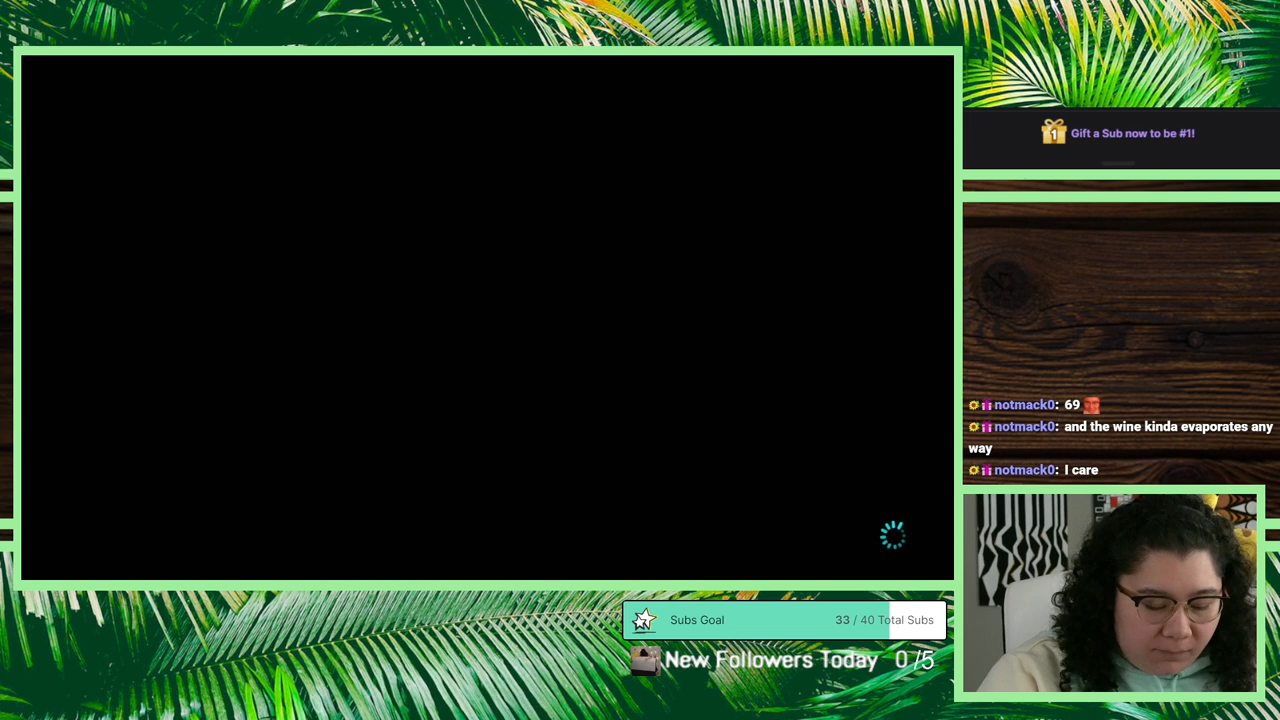 1 Gift a Sub now to be #1!
notmack0: 69
notmack0: and the wine kinda evaporates any
way
notmack0: I care
Subs Goal 33 / 40 Total Subs
New Followers Today 0 /5